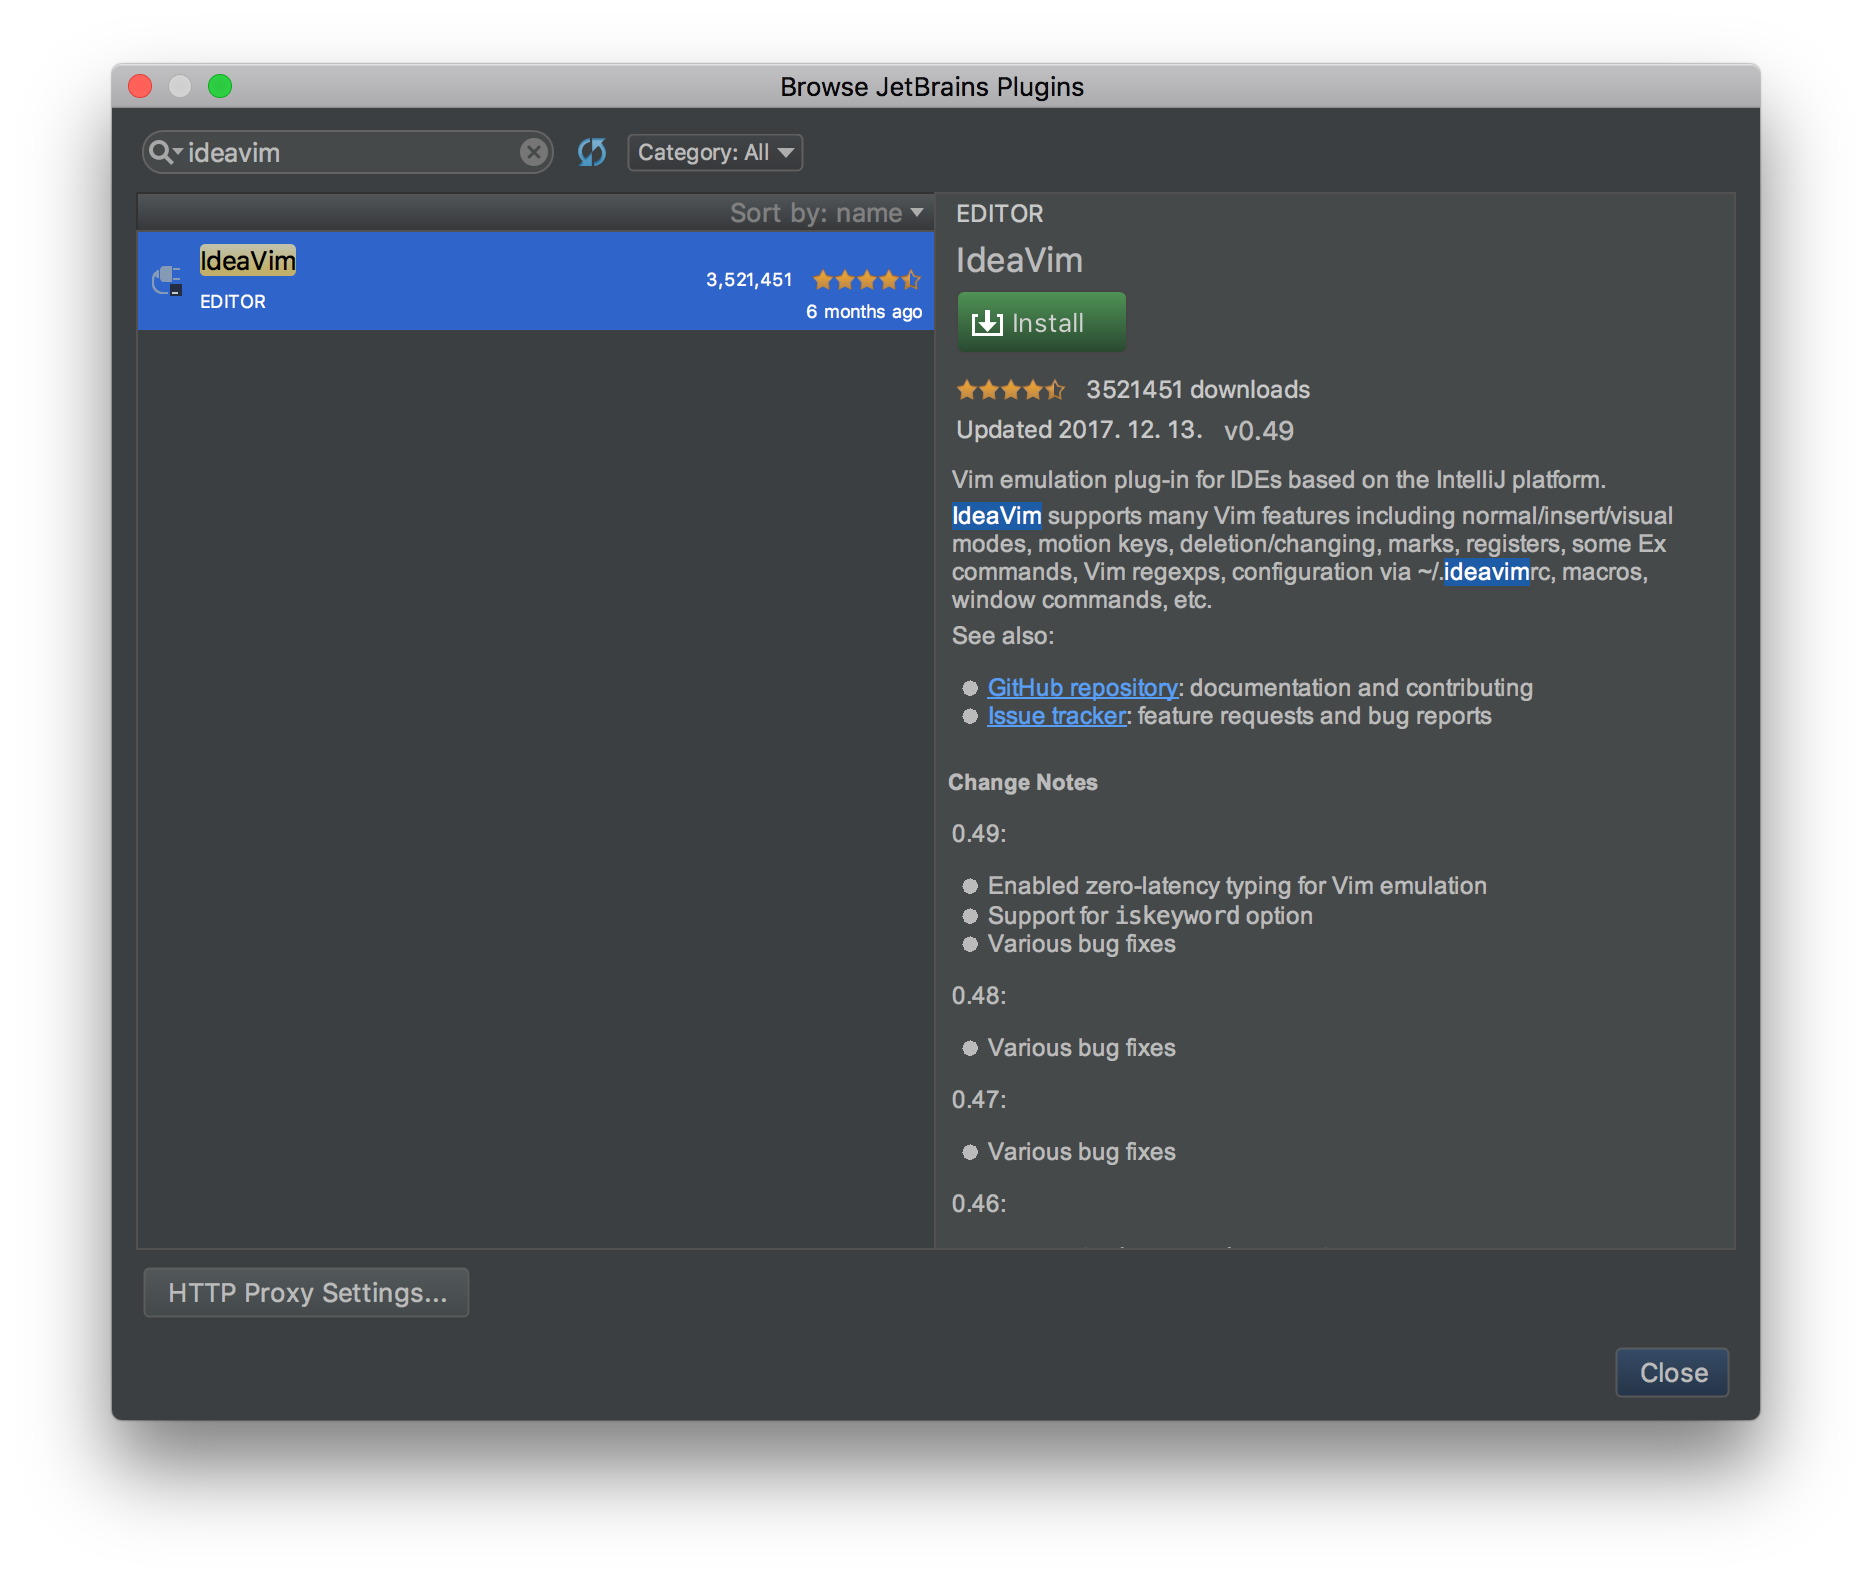 Browse JetBrains Plugins
ideavim
Category: All
Sort by: name
IdeaVim
3,521,451
EDITOR
6 months ago
EDITOR
IdeaVim
Install
3521451 downloads
Updated 2017. 12. 13. v0.49
Vim emulation plug-in for IDEs based on the IntelliJ platform.
IdeaVim supports many Vim features including normal/insert/visual
modes, motion keys, deletion/changing, marks, registers, some Ex
commands, Vim regexps, configuration via ~/.ideavimrc, macros,
window commands, etc.
See also:
GitHub repository: documentation and contributing
Issue tracker: feature requests and bug reports
Change Notes
0.49:
Enabled zero-latency typing for Vim emulation
Support for iskeyword option
Various bug fixes
0.48:
Various bug fixes
0.47:
Various bug fixes
0.46:
HTTP Proxy Settings...
Close